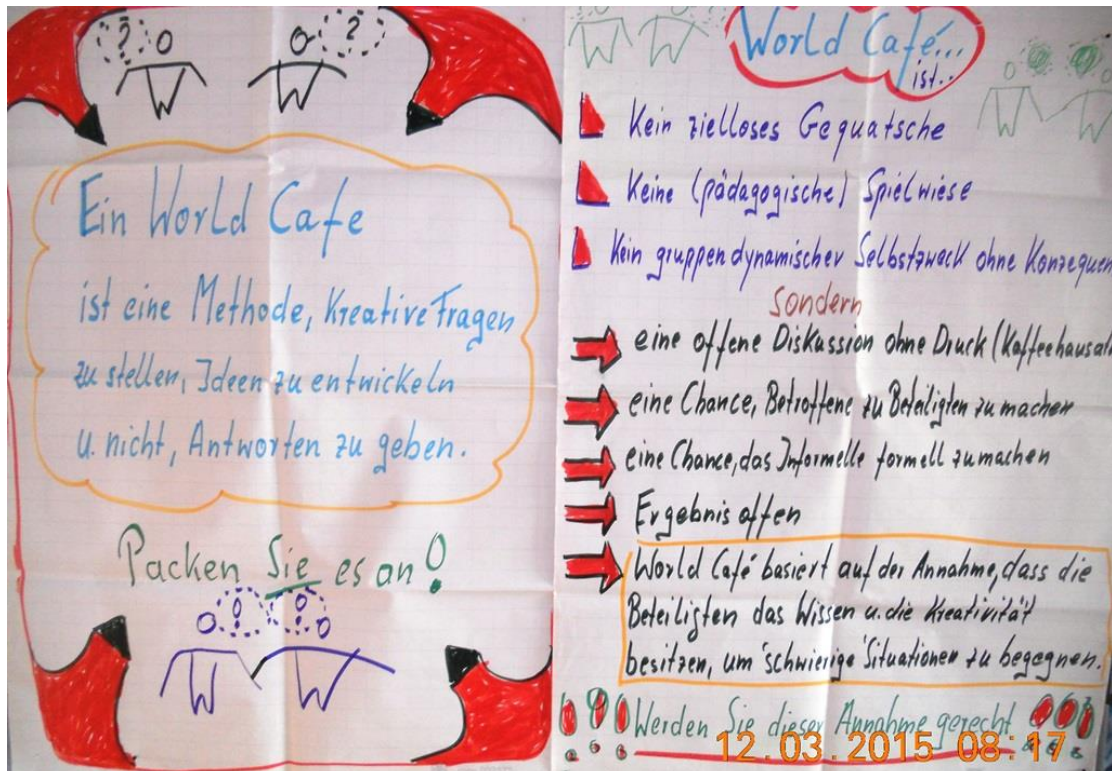 ? ?
Ein World Cafe
ist eine Methode, Kreative Fragen
zu stellen, Ideen zu entwickeln
u. nicht, Antworten zu geben.
Packen Sie es an!
! !
World Café...
ist..
Kein zielloses Gequatsche
Keine (pädagogische) Spielwiese
Kein gruppendynamischer Selbstzweck ohne Konzequen
sondern
eine offene Diskussion ohne Druck (Kaffeehausa
eine Chance, Betroffene zu Beteiligten zu machen
eine Chance, das Informelle formell zumachen
Ergebnis offen
World Café basiert auf der Annahme, dass die
Beteiligten das Wissen u. die Kreativität
besitzen, um schwierige Situationen zu begegnen.
!!! Werden Sie dieser Annahme gerecht !!!
12.03.2015 08:17